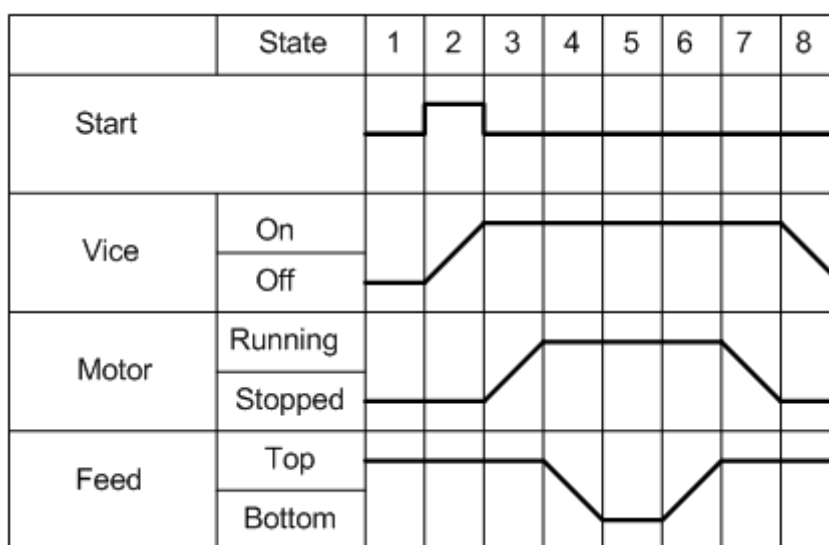 State 1 2 3 4 5 6 7 8
Start
Vice
On
Off
Motor
Running
Stopped
Feed
Top
Bottom